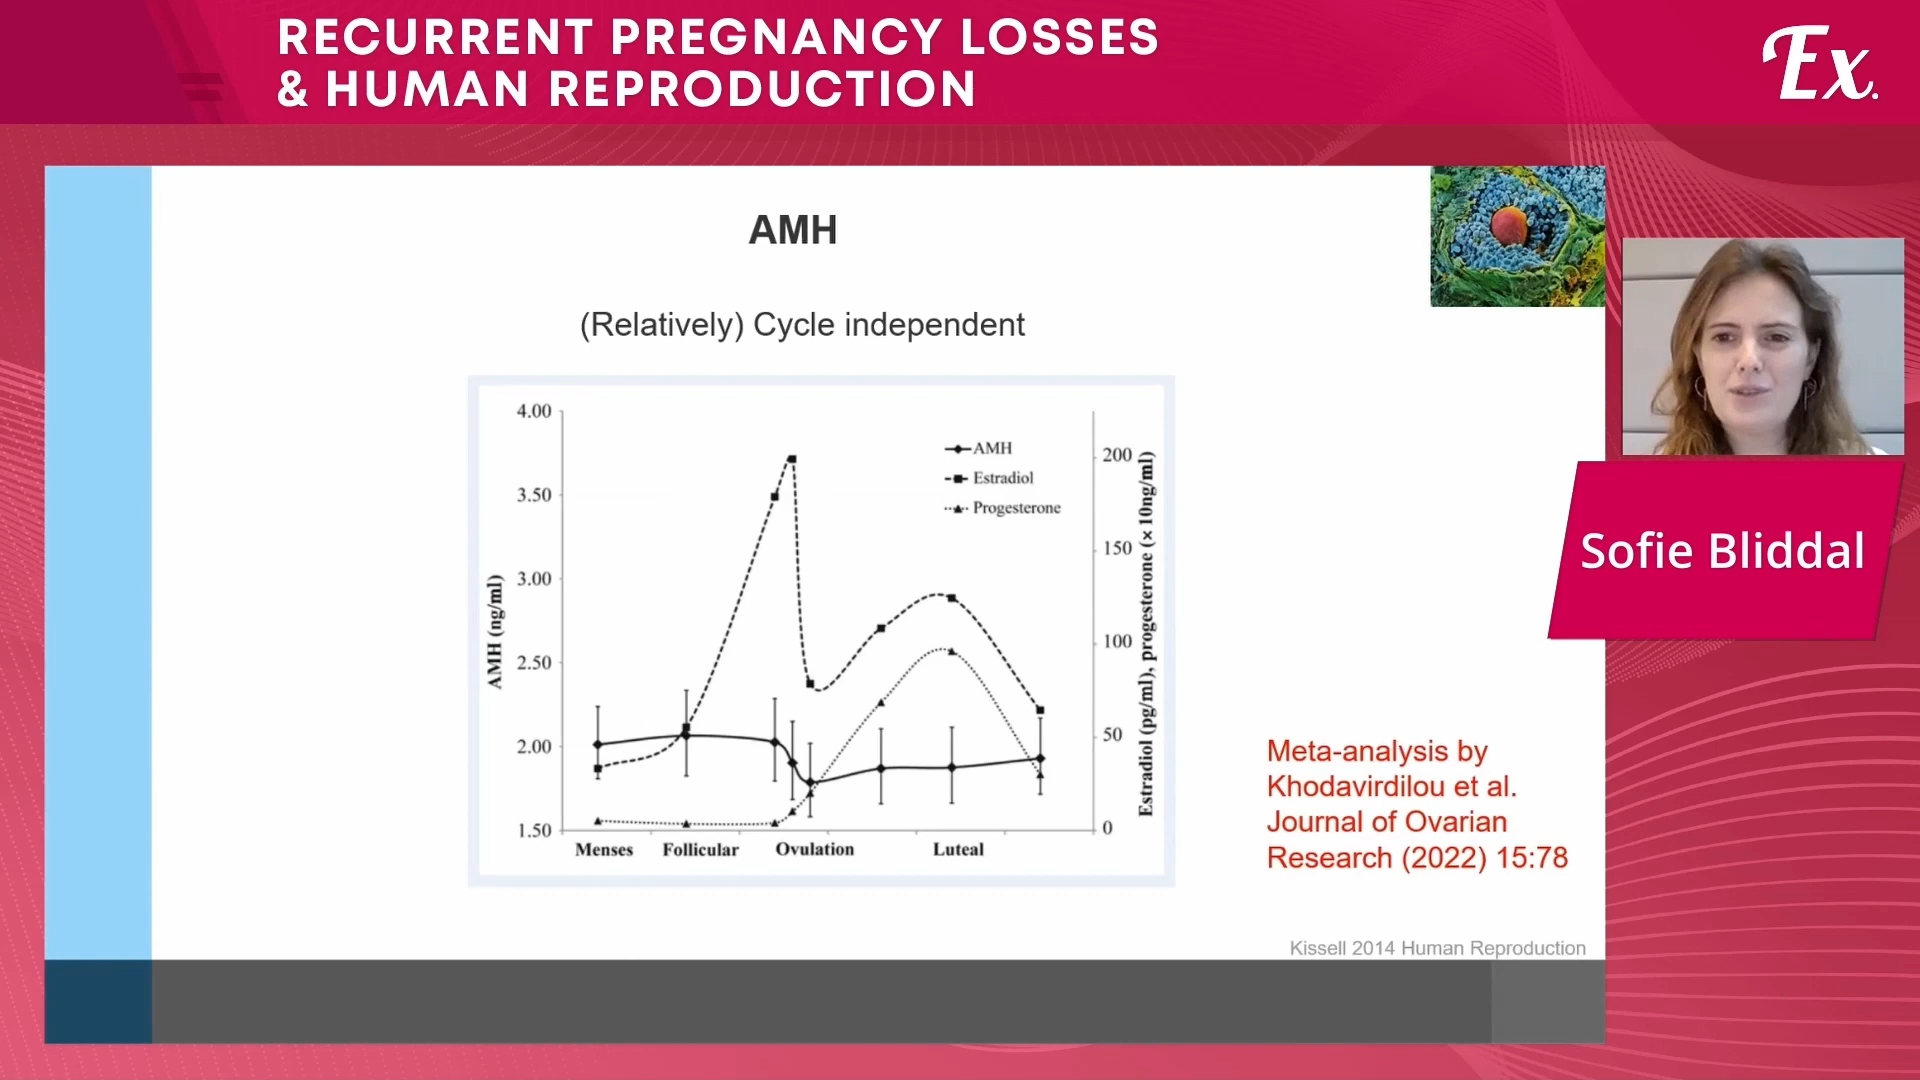 RECURRENT PREGNANCY LOSSES
& HUMAN REPRODUCTION
Ex.
AMH
(Relatively) Cycle independent
4.00
3.50
3.00
2.50
2.00
1.50
AMH (ng/ml)
AMH
Estradiol
Progesterone
200
150
100
50
0
Estradiol (pg/ml), progesterone (× 10ng/ml)
Menses Follicular Ovulation Luteal
Sofie Bliddal
Meta-analysis by
Khodavirdilou et al.
Journal of Ovarian
Research (2022) 15:78
Kissell 2014 Human Reproduction